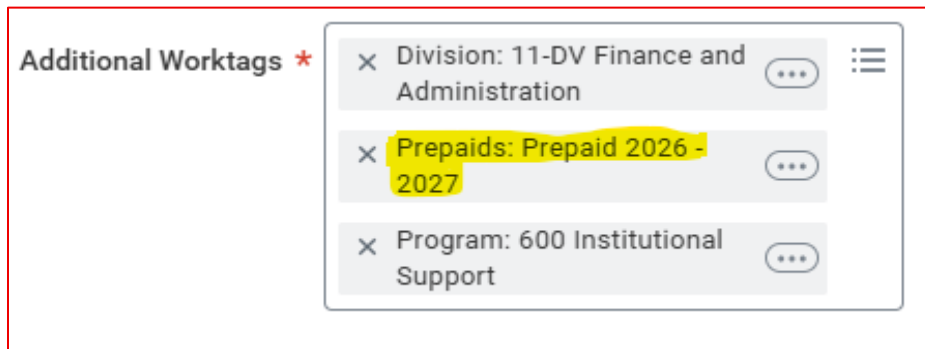 Additional Worktags *
× Division: 11-DV Finance and
Administration
× Prepaids: Prepaid 2026 -
2027
× Program: 600 Institutional
Support